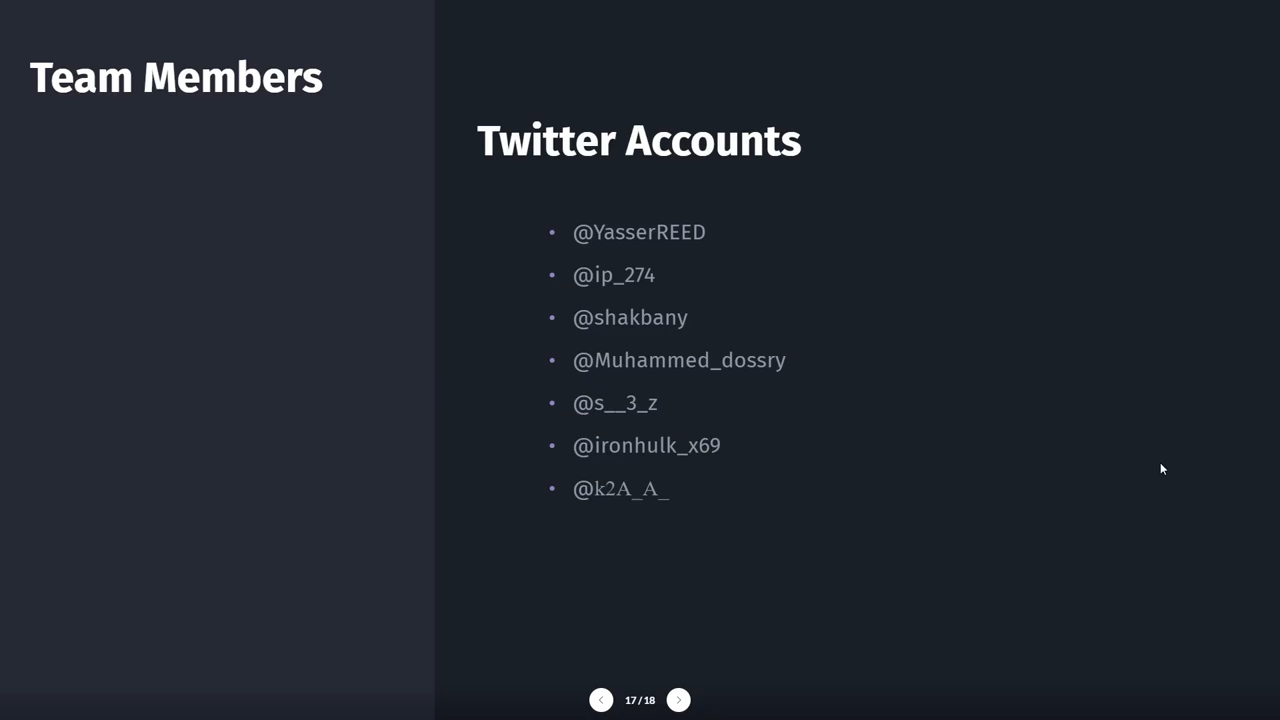 Team Members
Twitter Accounts
• @YasserREED
• @ip_274
• @shakbany
• @Muhammed_dossry
• @s__3_z
• @ironhulk_x69
• @k2A_A_
17 / 18